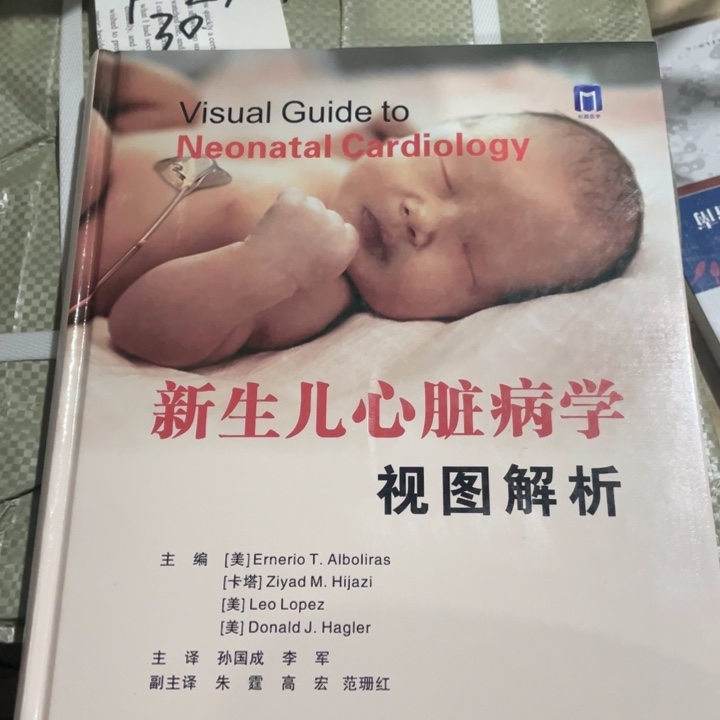 30
Visual Guide to
Neonatal Cardiology
新生儿心脏病学
视图解析
主 编 [美] Ernerio T. Alboliras
[卡塔] Ziyad M. Hijazi
[美] Leo Lopez
[美] Donald J. Hagler
主 译 孙国成 李 军
副主译 朱 霆 高 宏 范珊红
南